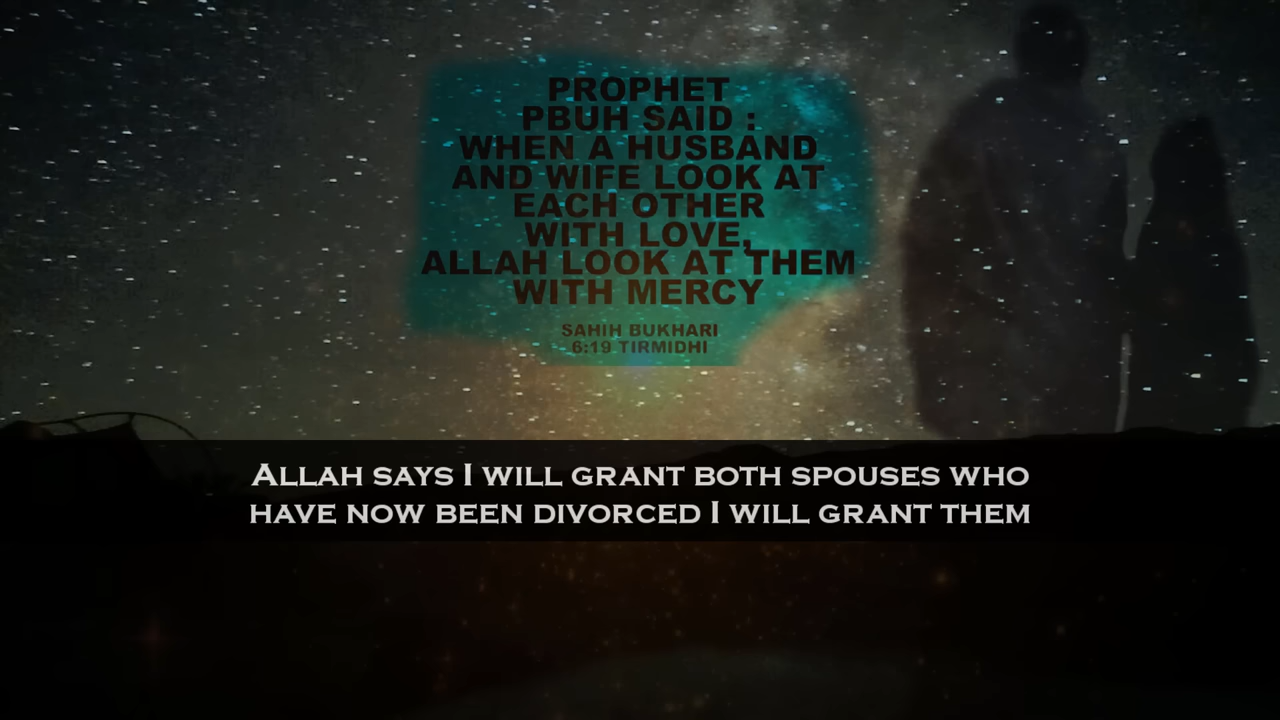 PROPHET
PBUH SAID :
WHEN A HUSBAND
AND WIFE LOOK AT
EACH OTHER
WITH LOVE,
ALLAH LOOK AT THEM
WITH MERCY
SAHIH BUKHARI
6:19 TIRMIDHI
ALLAH SAYS I WILL GRANT BOTH SPOUSES WHO
HAVE NOW BEEN DIVORCED I WILL GRANT THEM